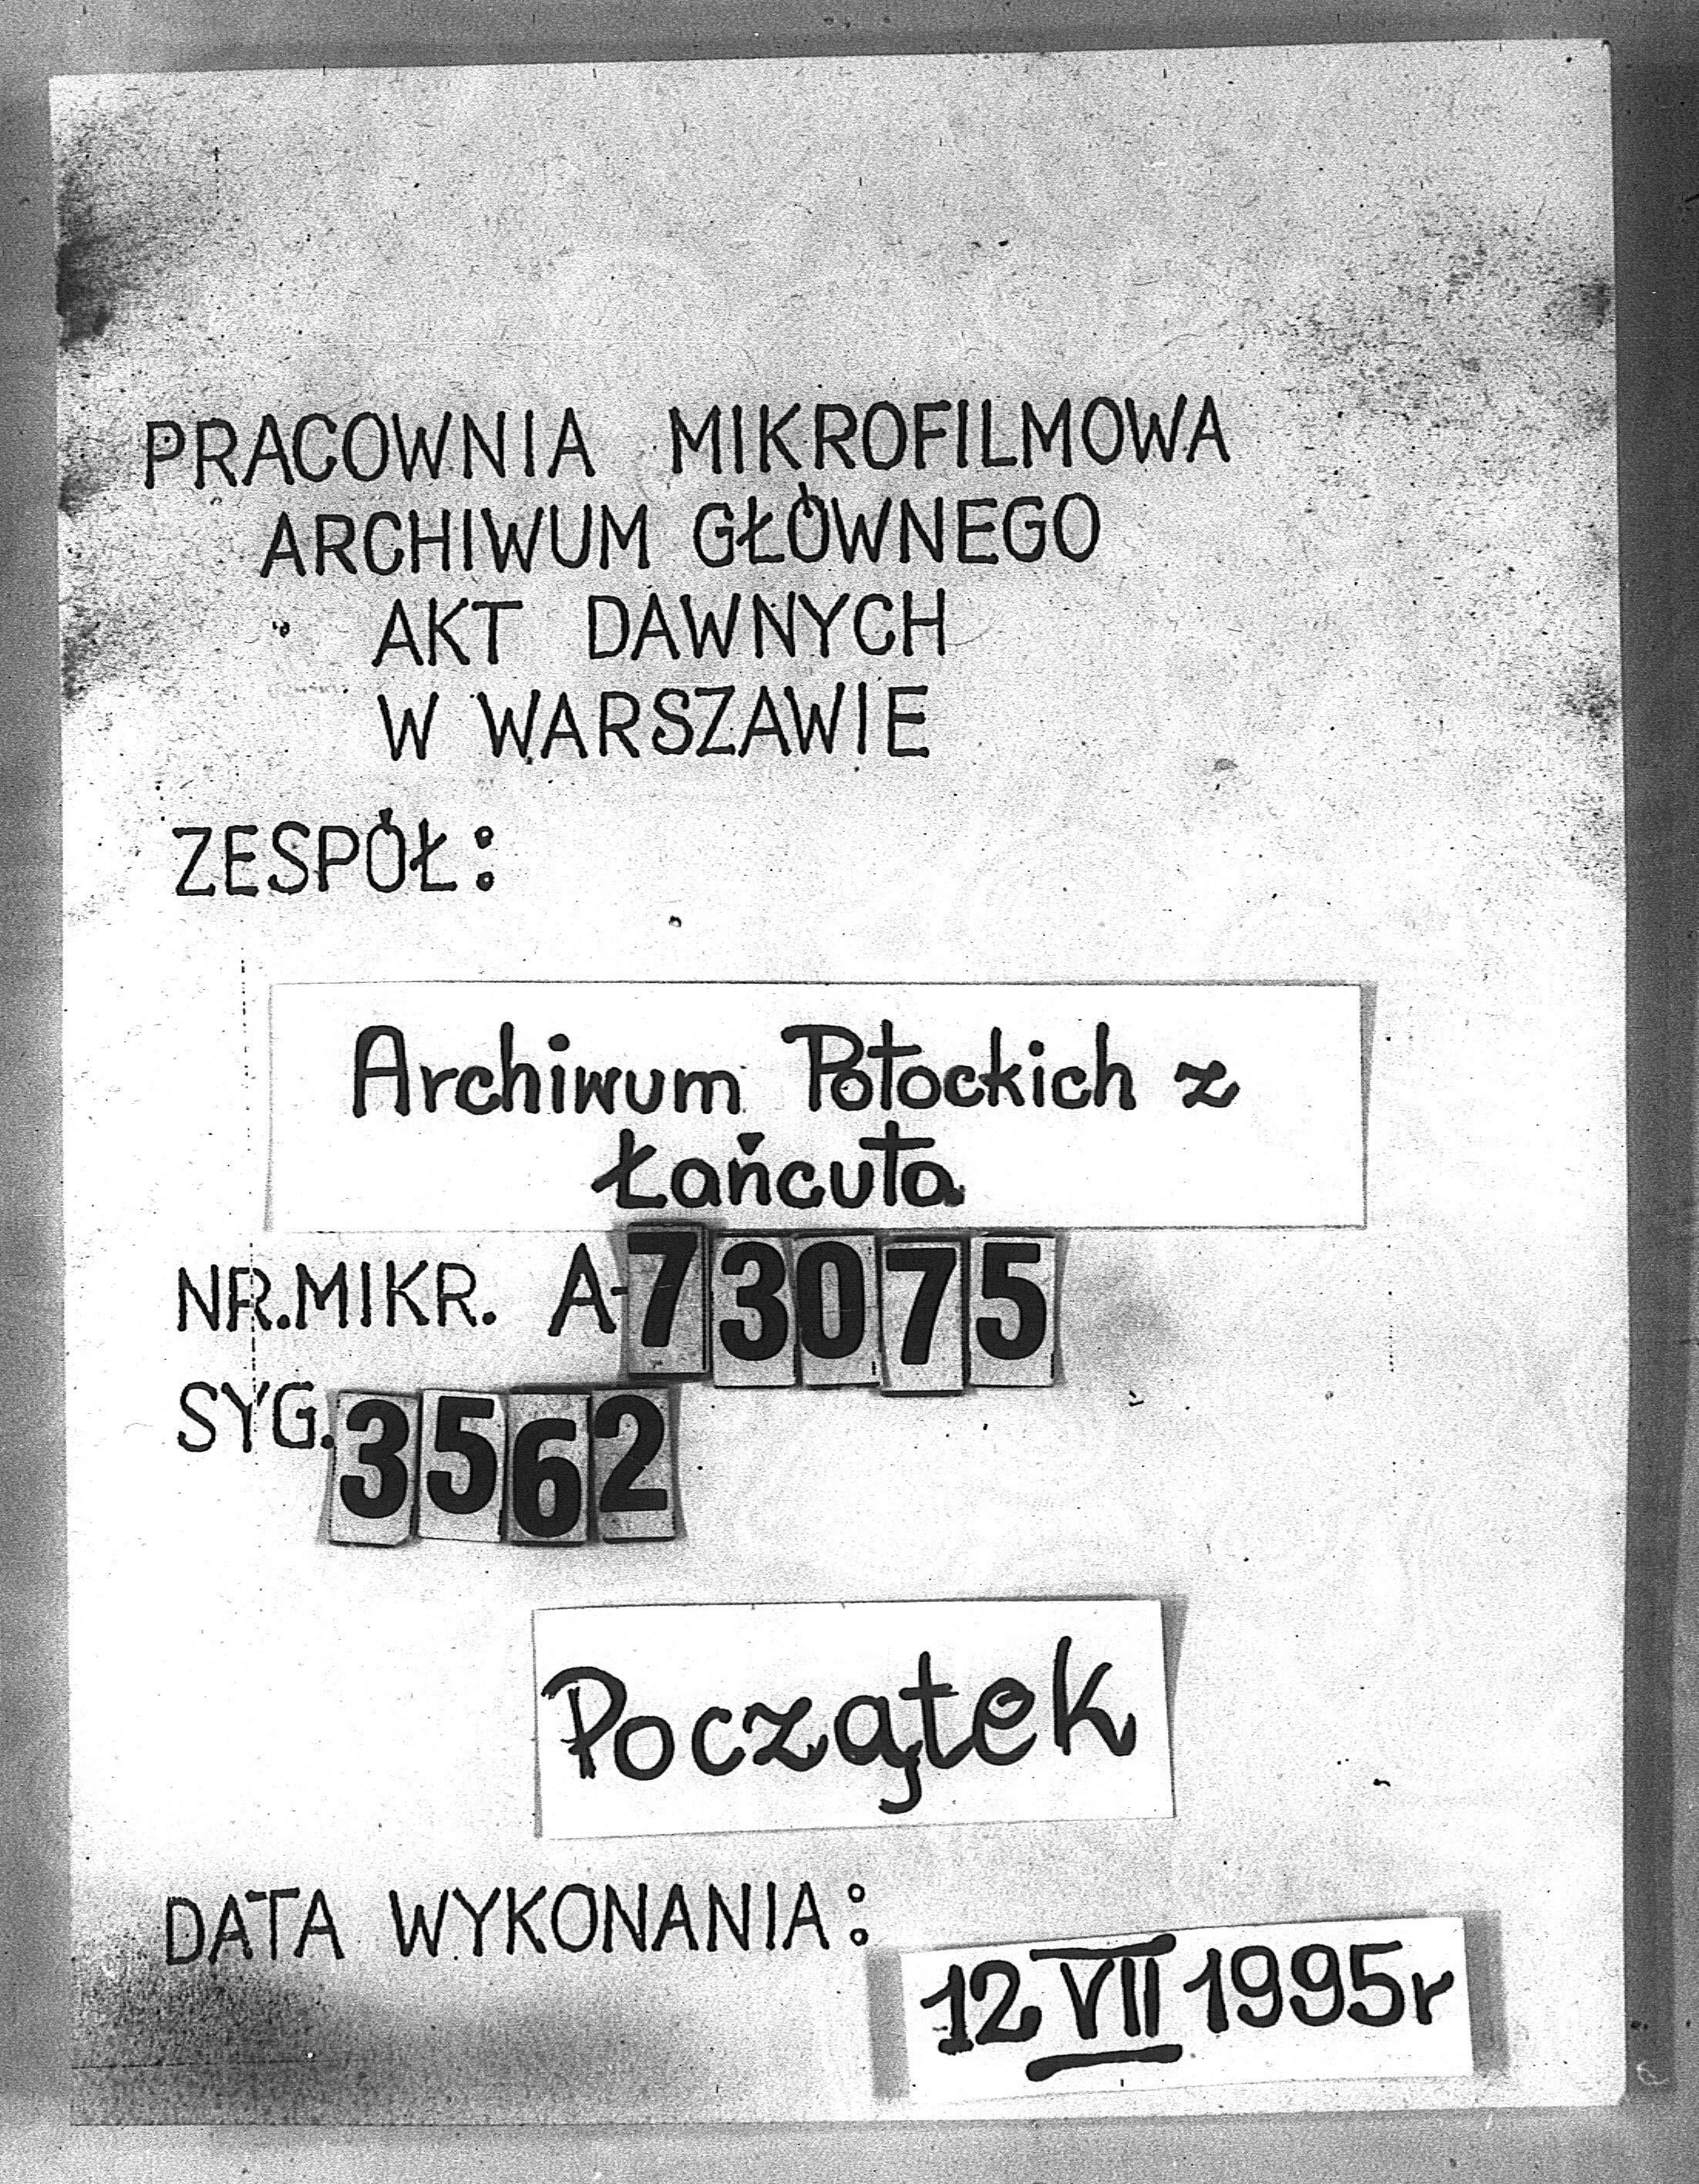 PRACOWNIA MIKROFILMOWA
ARCHIWUM GŁÓWNEGO
AKT DAWNYCH
W WARSZAWIE
ZESPÓŁ:
Archiwum Potockich z
Łańcuta
NR.MIKR. A-73075
SYG. 3562
Początek
DATA WYKONANIA:
12 VII 1995r